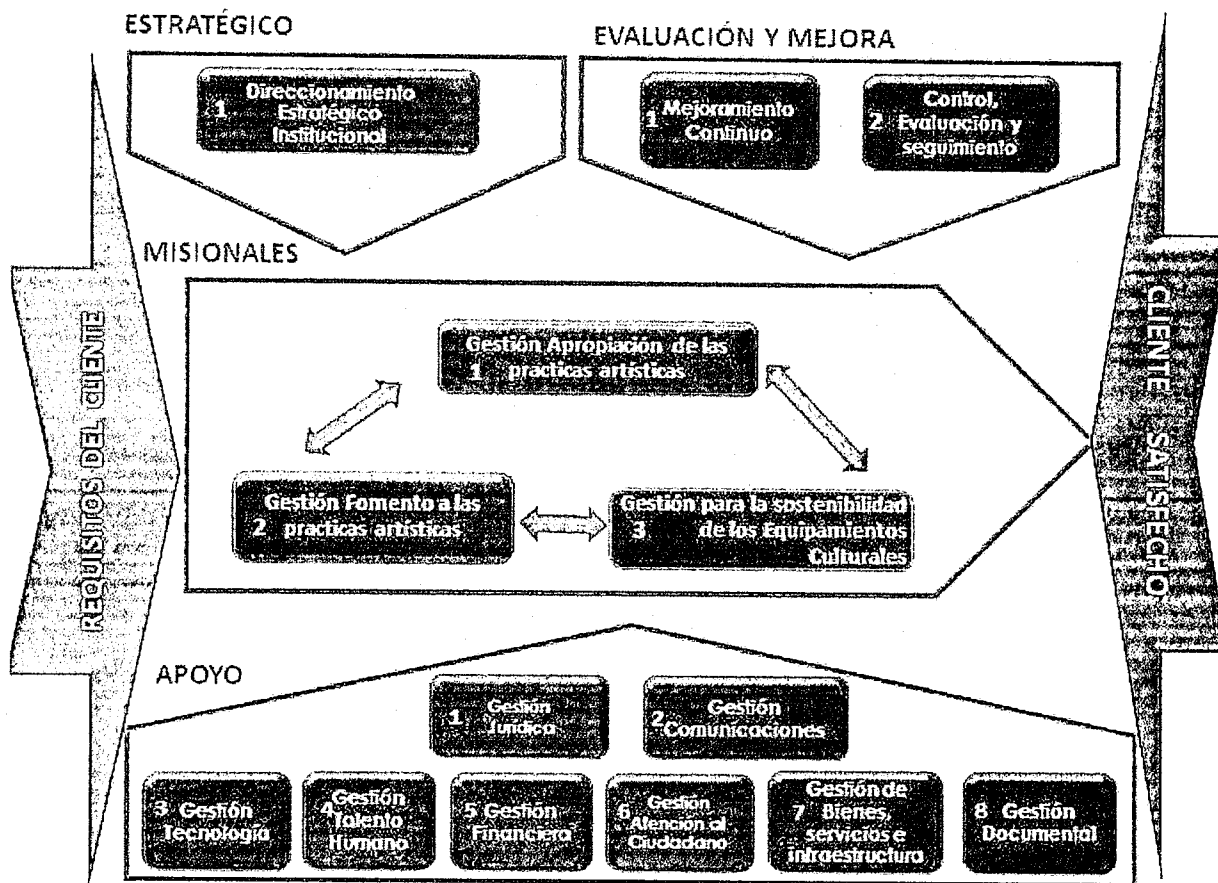 ESTRATÉGICO
EVALUACIÓN Y MEJORA
1 Direccionamiento
Estratégico
Institucional
1 Mejoramiento
Continuo
2 Control,
Evaluación y
seguimiento
MISIONALES
REQUISITOS DEL CLIENTE
CLIENTE SATISFECHO
Gestión Apropiación de las
1 practicas artísticas
Gestión Fomento a las
2 practicas artísticas
Gestión para la sostenibilidad
3 de los Equipamientos
Culturales
APOYO
1 Gestión
Jurídica
2 Gestión
Comunicaciones
3 Gestión
Tecnología
4 Gestión
Talento
Humano
5 Gestión
Financiera
6 Gestión
Atención al
Ciudadano
Gestión de
7 Bienes,
servicios e
infraestructura
8 Gestión
Documental